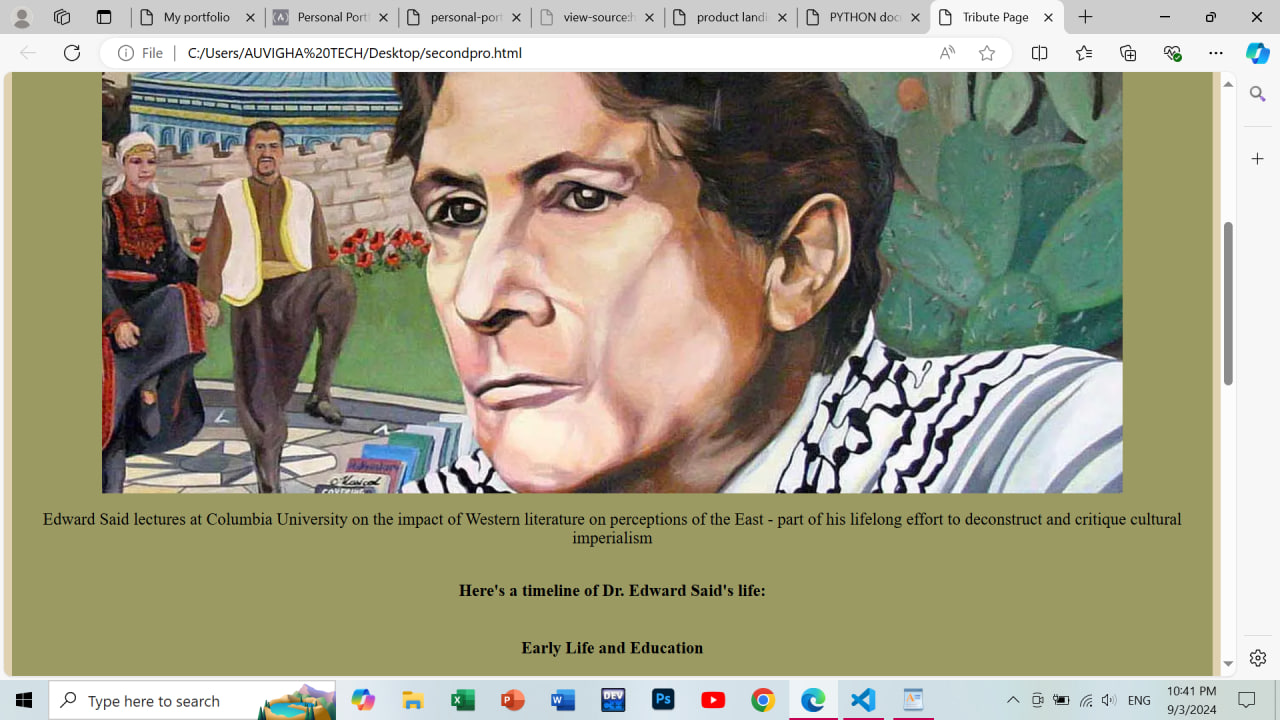 My portfolio
Personal Port
personal-port
view-source:h
product landi
PYTHON doc
Tribute Page
File
C:/Users/AUVIGHA%20TECH/Desktop/secondpro.html
Edward Said lectures at Columbia University on the impact of Western literature on perceptions of the East - part of his lifelong effort to deconstruct and critique cultural
imperialism
Here's a timeline of Dr. Edward Said's life:
Early Life and Education
Type here to search
DEV
Ps
ENG
10:41 PM
9/3/2024